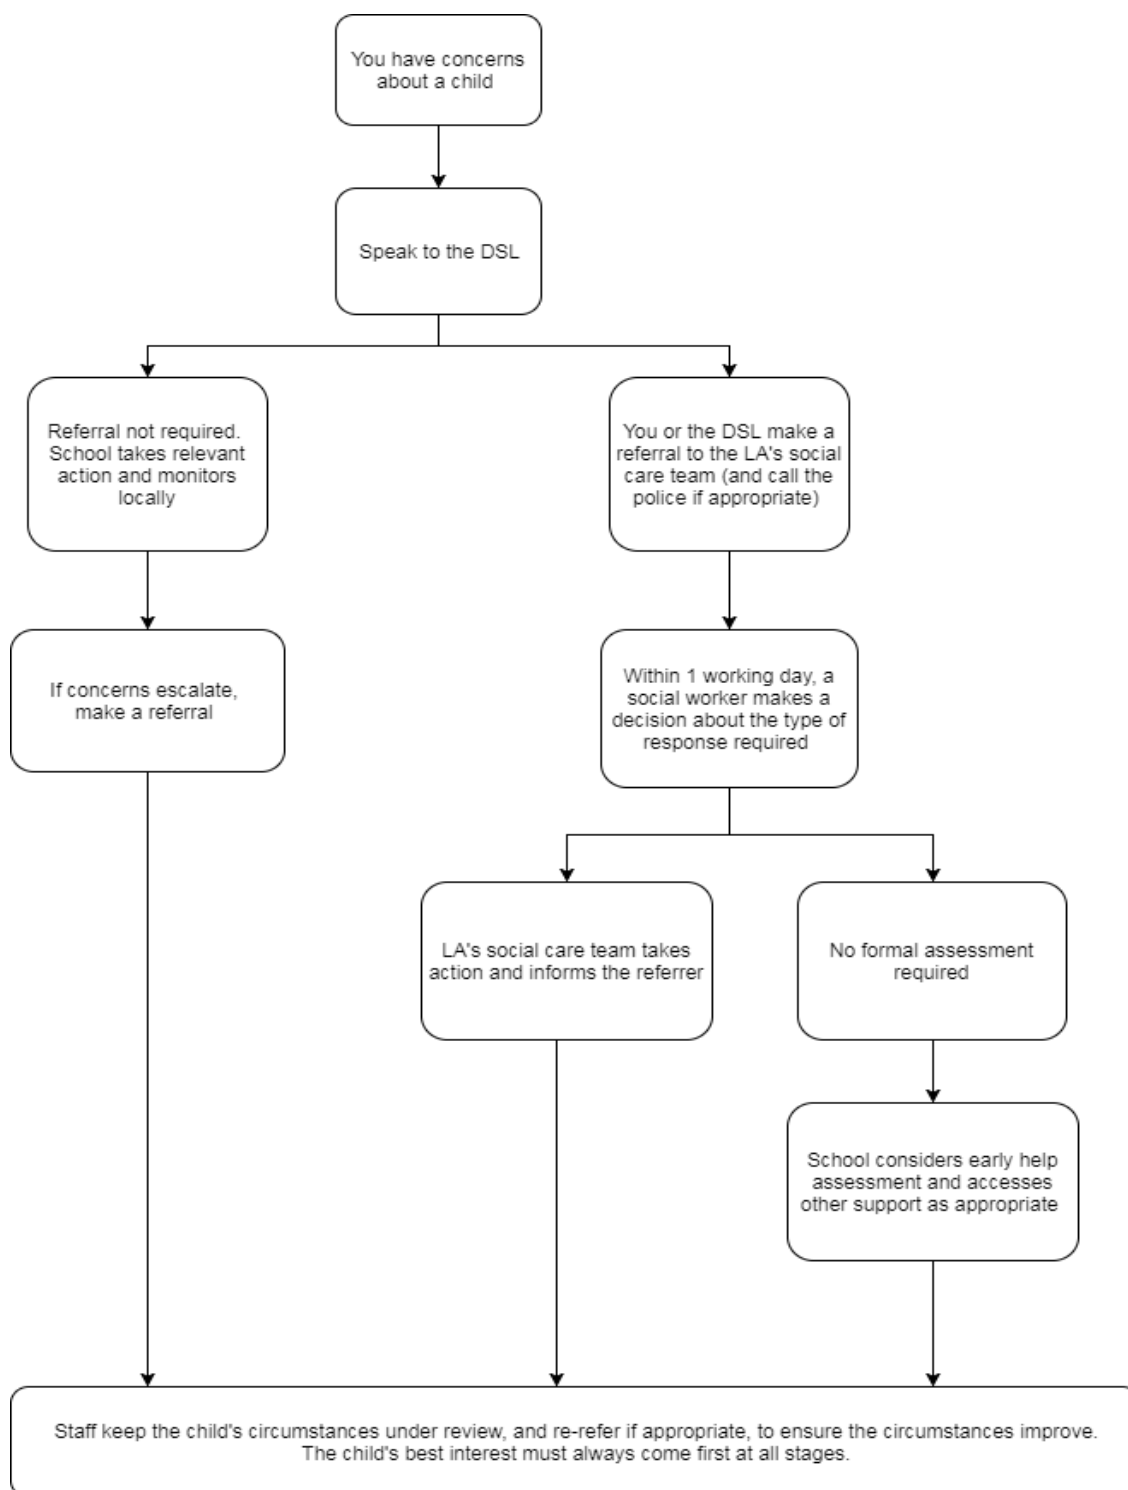 You have concerns
about a child
Speak to the DSL
Referral not required.
School takes relevant
action and monitors
locally
You or the DSL make a
referral to the LA's social
care team (and call the
police if appropriate)
If concerns escalate,
make a referral
Within 1 working day, a
social worker makes a
decision about the type of
response required
LA's social care team takes
action and informs the referrer
No formal assessment
required
School considers early help
assessment and accesses
other support as appropriate
Staff keep the child's circumstances under review, and re-refer if appropriate, to ensure the circumstances improve.
The child's best interest must always come first at all stages.